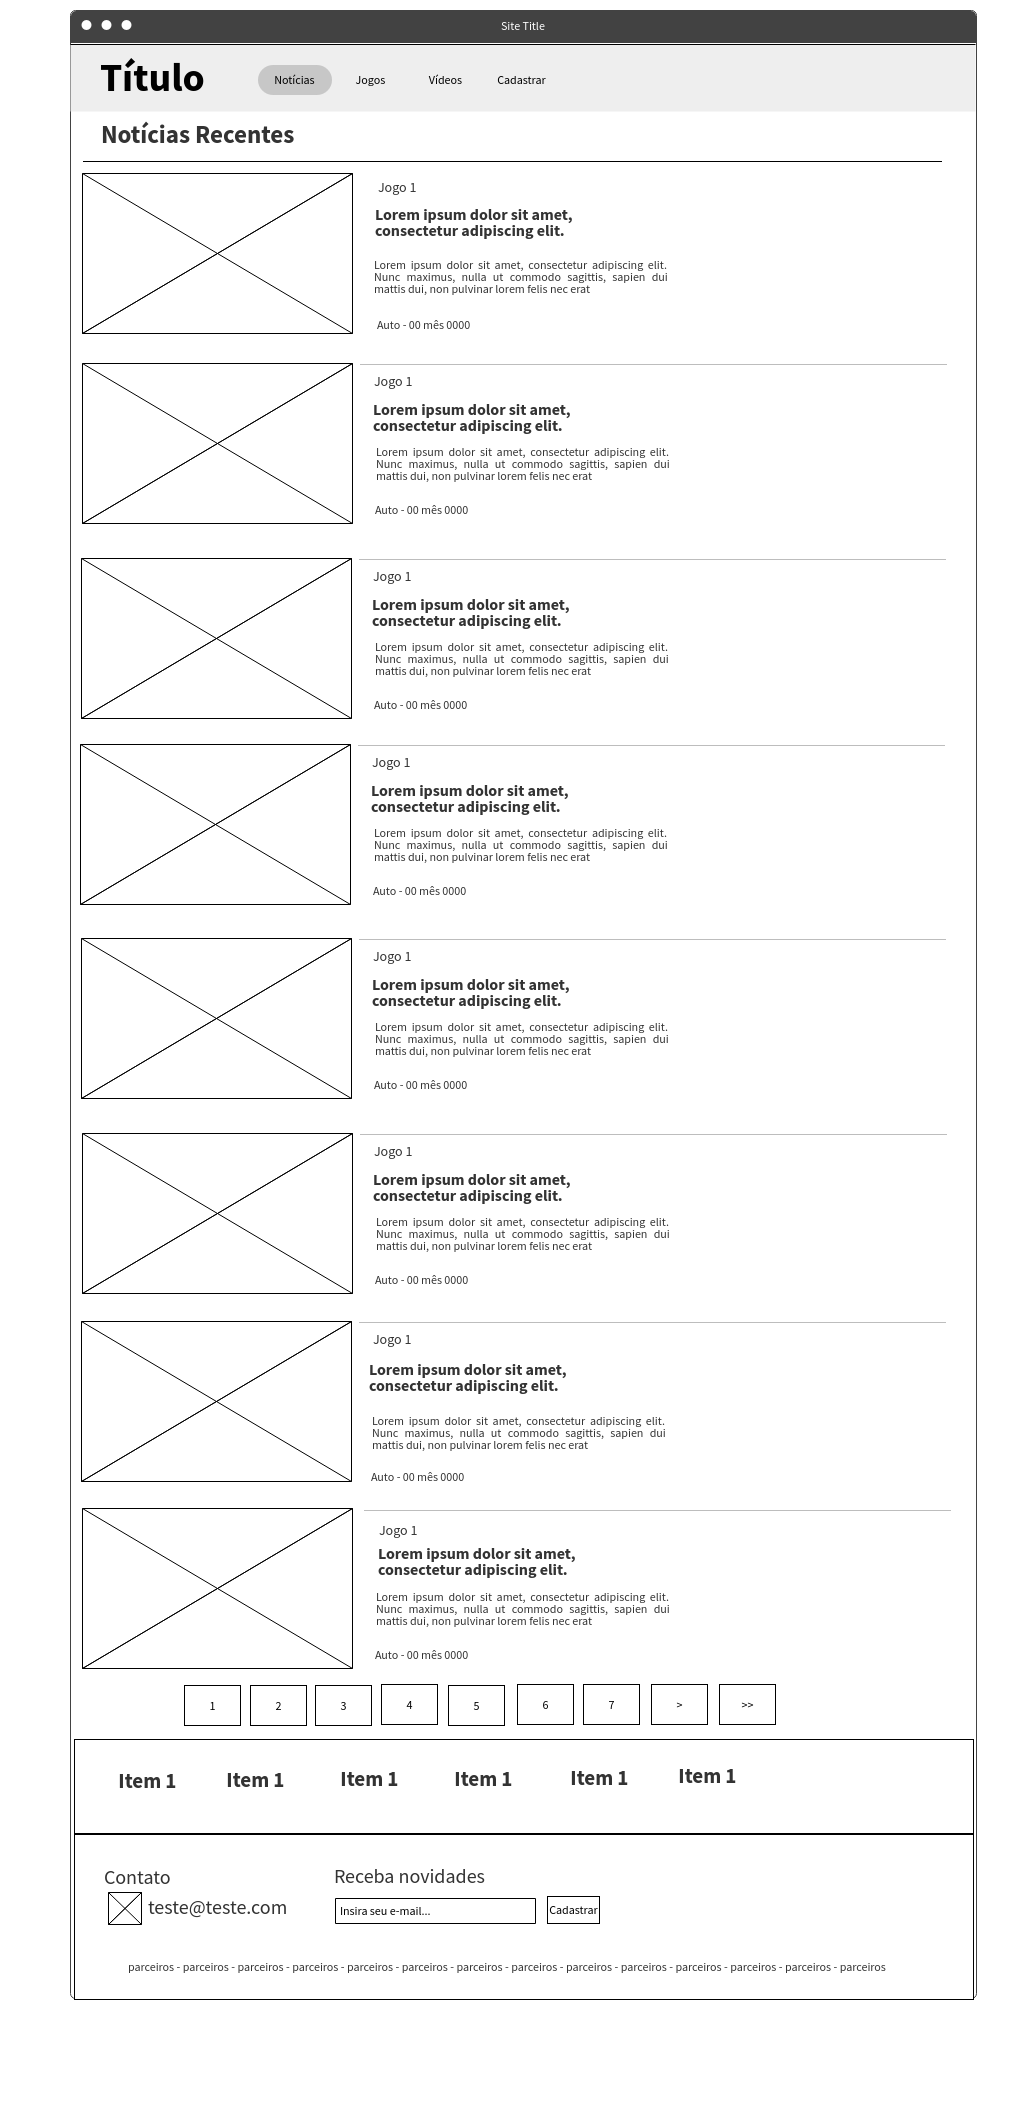 Site Title
Título
Notícias Jogos Vídeos Cadastrar
Notícias Recentes
Jogo 1
Lorem ipsum dolor sit amet,
consectetur adipiscing elit.
Lorem ipsum dolor sit amet, consectetur adipiscing elit.
Nunc maximus, nulla ut commodo sagittis, sapien dui
mattis dui, non pulvinar lorem felis nec erat
Auto - 00 mês 0000
Jogo 1
Lorem ipsum dolor sit amet,
consectetur adipiscing elit.
Lorem ipsum dolor sit amet, consectetur adipiscing elit.
Nunc maximus, nulla ut commodo sagittis, sapien dui
mattis dui, non pulvinar lorem felis nec erat
Auto - 00 mês 0000
Jogo 1
Lorem ipsum dolor sit amet,
consectetur adipiscing elit.
Lorem ipsum dolor sit amet, consectetur adipiscing elit.
Nunc maximus, nulla ut commodo sagittis, sapien dui
mattis dui, non pulvinar lorem felis nec erat
Auto - 00 mês 0000
Jogo 1
Lorem ipsum dolor sit amet,
consectetur adipiscing elit.
Lorem ipsum dolor sit amet, consectetur adipiscing elit.
Nunc maximus, nulla ut commodo sagittis, sapien dui
mattis dui, non pulvinar lorem felis nec erat
Auto - 00 mês 0000
Jogo 1
Lorem ipsum dolor sit amet,
consectetur adipiscing elit.
Lorem ipsum dolor sit amet, consectetur adipiscing elit.
Nunc maximus, nulla ut commodo sagittis, sapien dui
mattis dui, non pulvinar lorem felis nec erat
Auto - 00 mês 0000
Jogo 1
Lorem ipsum dolor sit amet,
consectetur adipiscing elit.
Lorem ipsum dolor sit amet, consectetur adipiscing elit.
Nunc maximus, nulla ut commodo sagittis, sapien dui
mattis dui, non pulvinar lorem felis nec erat
Auto - 00 mês 0000
Jogo 1
Lorem ipsum dolor sit amet,
consectetur adipiscing elit.
Lorem ipsum dolor sit amet, consectetur adipiscing elit.
Nunc maximus, nulla ut commodo sagittis, sapien dui
mattis dui, non pulvinar lorem felis nec erat
Auto - 00 mês 0000
Jogo 1
Lorem ipsum dolor sit amet,
consectetur adipiscing elit.
Lorem ipsum dolor sit amet, consectetur adipiscing elit.
Nunc maximus, nulla ut commodo sagittis, sapien dui
mattis dui, non pulvinar lorem felis nec erat
Auto - 00 mês 0000
1 2 3 4 5 6 7 > >>
Item 1 Item 1 Item 1 Item 1 Item 1 Item 1
Contato
teste@teste.com
Receba novidades
Insira seu e-mail... Cadastrar
parceiros - parceiros - parceiros - parceiros - parceiros - parceiros - parceiros - parceiros - parceiros - parceiros - parceiros - parceiros - parceiros - parceiros